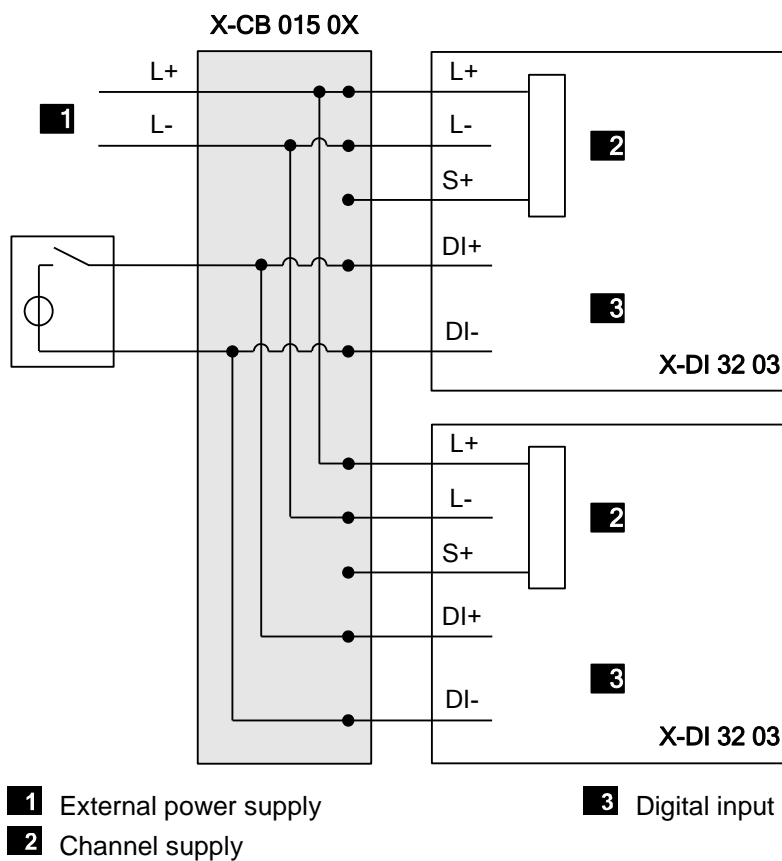 X-CB 015 0X
L+
L+
1
L-
L-
2
S+
DI+
3
DI-
X-DI 32 03
L+
L-
2
S+
DI+
3
DI-
X-DI 32 03
1 External power supply
3 Digital input
2 Channel supply